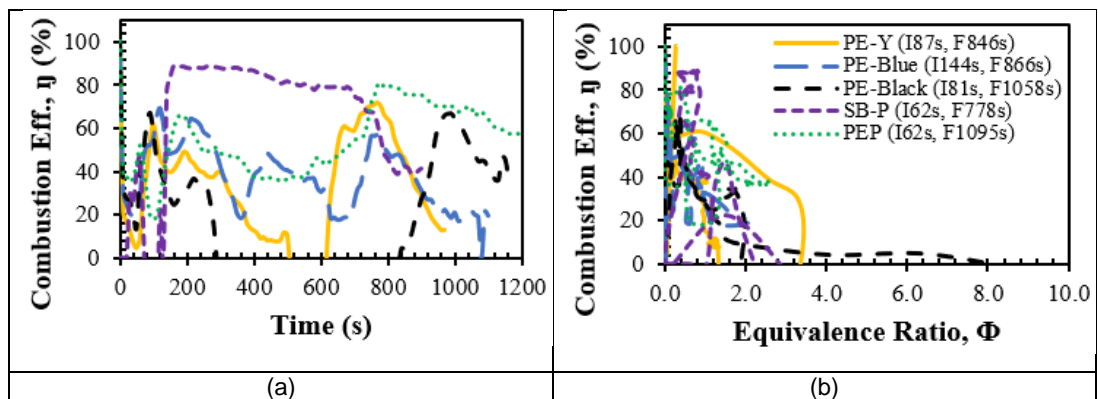 Combustion Eff., ŋ (%)
100
80
60
40
20
0
0 200 400 600 800 1000 1200
Time (s)
(a)
Combustion Eff., ŋ (%)
100
80
60
40
20
0
PE-Y (I87s, F846s)
PE-Blue (I144s, F866s)
PE-Black (I81s, F1058s)
SB-P (I62s, F778s)
PEP (I62s, F1095s)
0.0 2.0 4.0 6.0 8.0 10.0
Equivalence Ratio, Φ
(b)